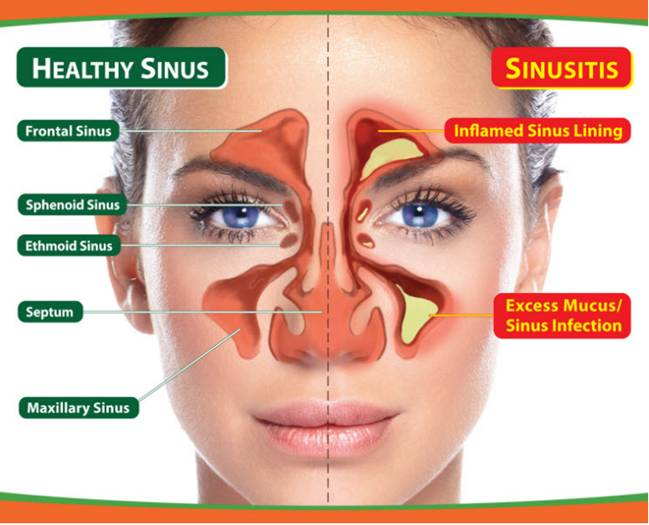 HEALTHY SINUS
SINUSITIS
Frontal Sinus
Inflamed Sinus Lining
Sphenoid Sinus
Ethmoid Sinus
Septum
Excess Mucus/
Sinus Infection
Maxillary Sinus